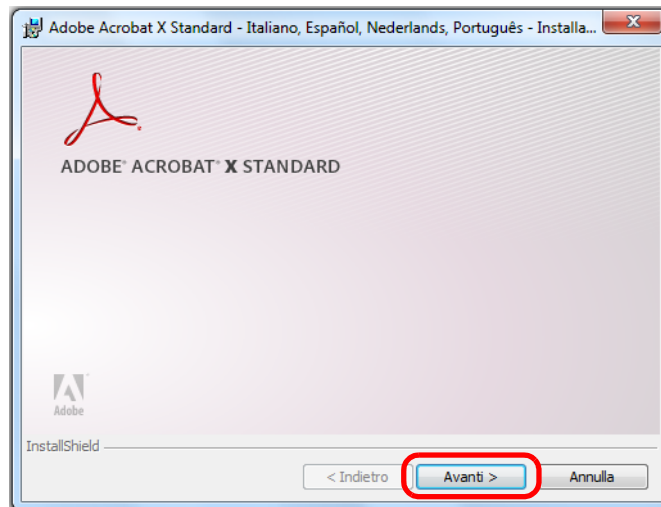 Adobe Acrobat X Standard - Italiano, Español, Nederlands, Português - Installa...
ADOBE® ACROBAT® X STANDARD
Adobe
InstallShield
< Indietro
Avanti >
Annulla